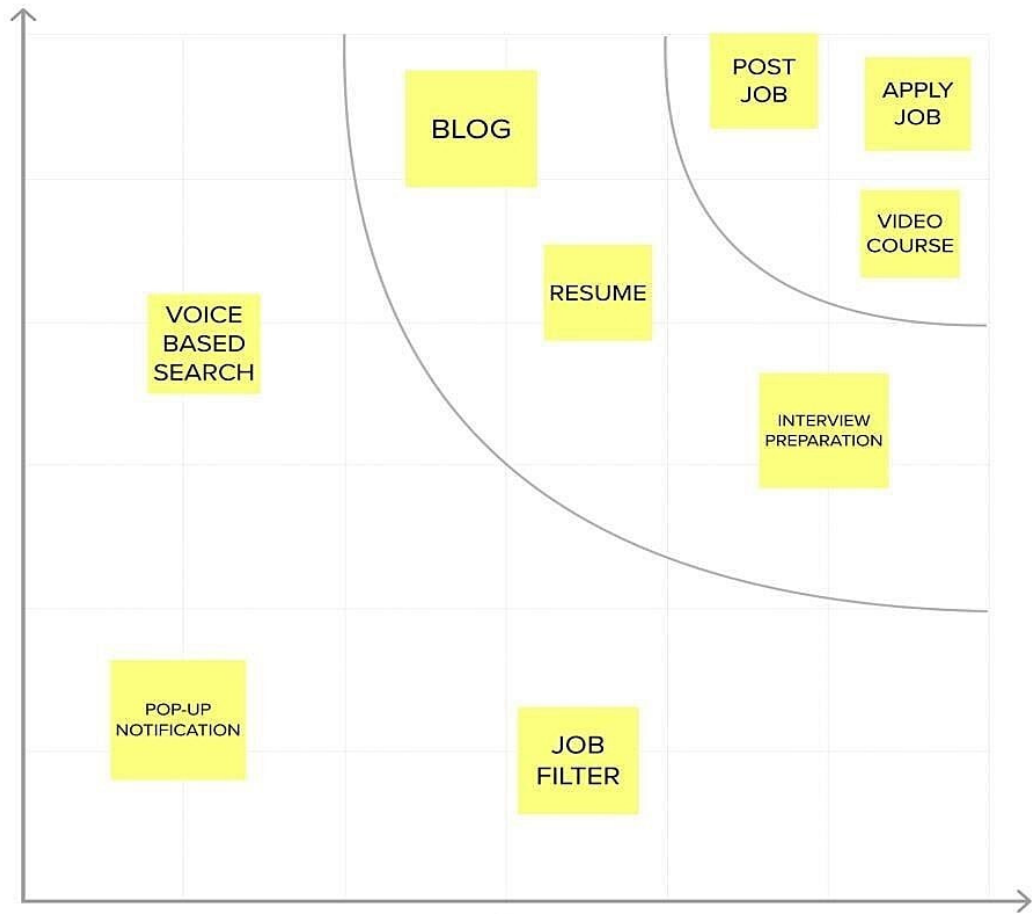 POST
JOB
APPLY
JOB
BLOG
VIDEO
COURSE
RESUME
VOICE
BASED
SEARCH
INTERVIEW
PREPARATION
POP-UP
NOTIFICATION
JOB
FILTER